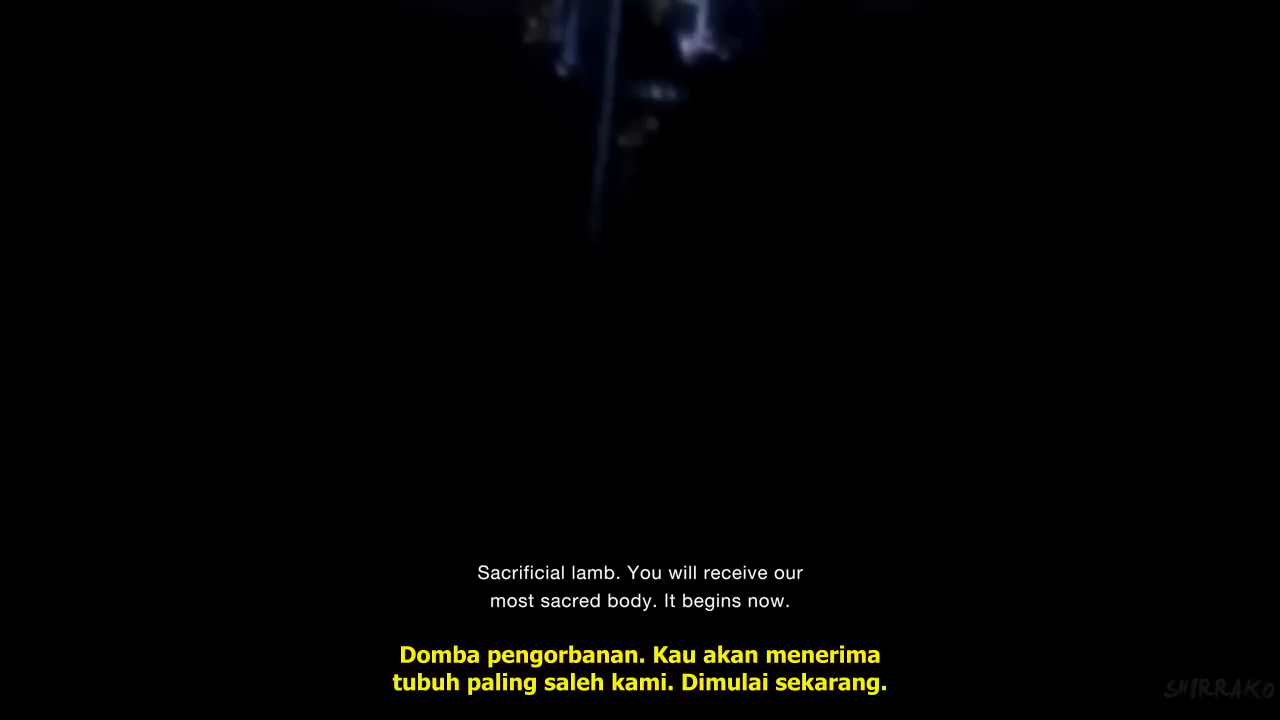 Sacrificial lamb. You will receive our
most sacred body. It begins now.
Domba pengorbanan. Kau akan menerima
tubuh paling saleh kami. Dimulai sekarang.
SHIRRAKO